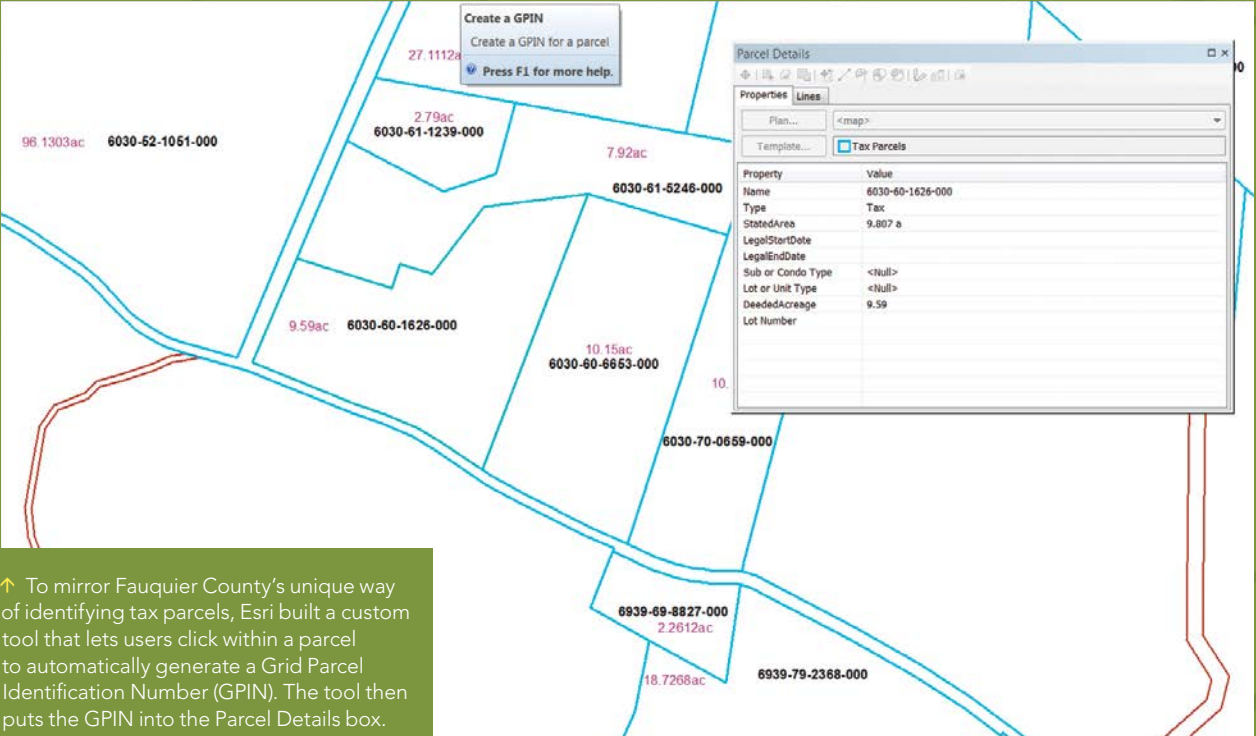 Create a GPIN
Create a GPIN for a parcel
Press F1 for more help.
27.1112a
96.1303ac 6030-52-1051-000
2.79ac
6030-61-1239-000
7.92ac
6030-61-5246-000
9.59ac 6030-60-1626-000
10.15ac
6030-60-6653-000
10.
6030-70-0659-000
6939-69-8827-000
2.2612ac
18.7268ac
6939-79-2368-000
Parcel Details
Properties Lines
Plan... <map>
Template... Tax Parcels
Property Value
Name 6030-60-1626-000
Type Tax
StatedArea 9.807 a
LegalStartDate
LegalEndDate
Sub or Condo Type <Null>
Lot or Unit Type <Null>
DeededAcreage 9.59
Lot Number
↑ To mirror Fauquier County’s unique way
of identifying tax parcels, Esri built a custom
tool that lets users click within a parcel
to automatically generate a Grid Parcel
Identification Number (GPIN). The tool then
puts the GPIN into the Parcel Details box.